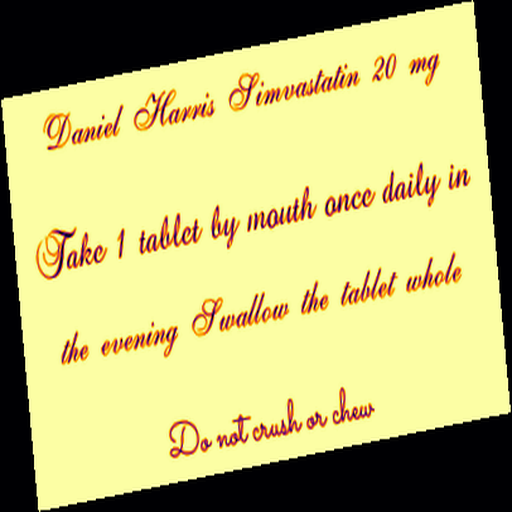 Daniel Harris Simvastatin 20 mg
Take 1 tablet by mouth once daily in
the evening Swallow the tablet whole
Do not crush or chew